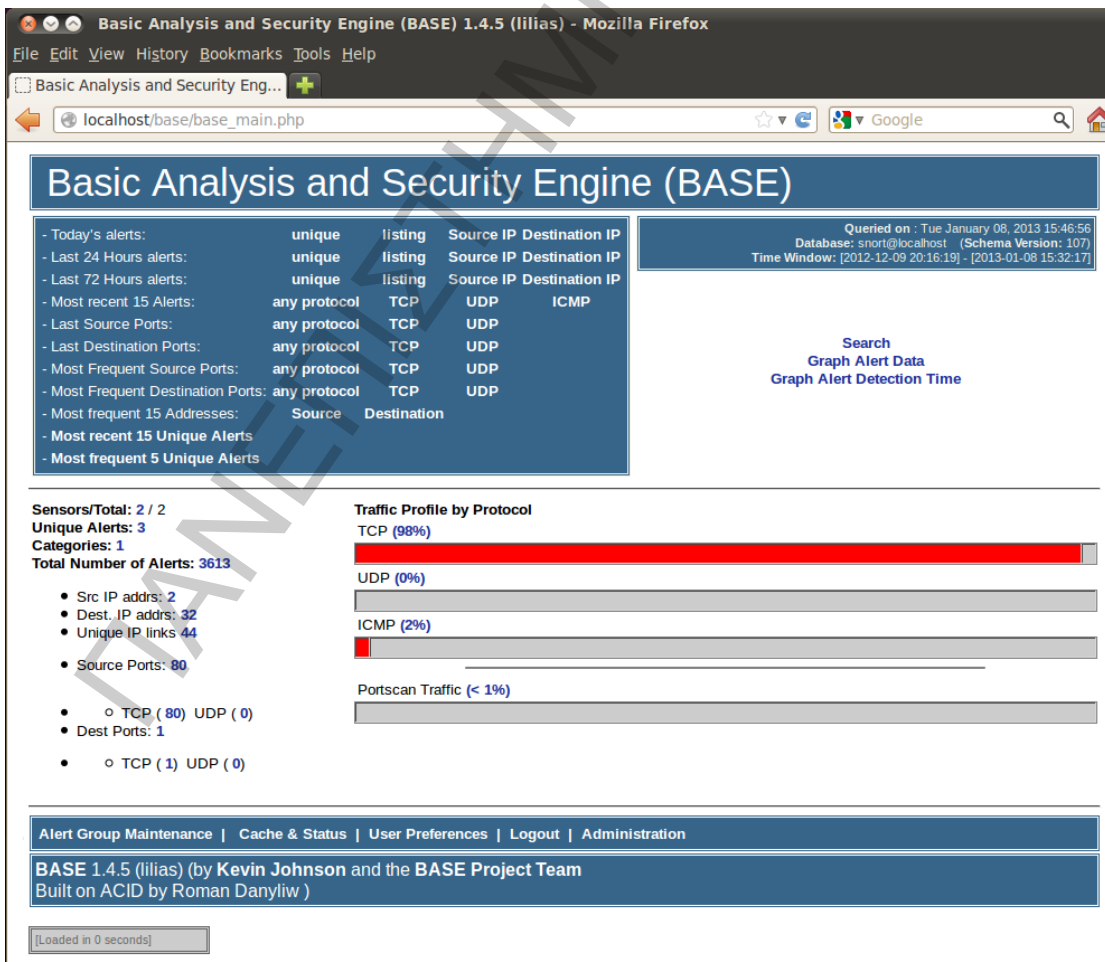 Basic Analysis and Security Engine (BASE) 1.4.5 (lilias) - Mozilla Firefox
File Edit View History Bookmarks Tools Help
Basic Analysis and Security Eng...
localhost/base/base_main.php
Google
Basic Analysis and Security Engine (BASE)
- Today's alerts: unique listing Source IP Destination IP
- Last 24 Hours alerts: unique listing Source IP Destination IP
- Last 72 Hours alerts: unique listing Source IP Destination IP
- Most recent 15 Alerts: any protocol TCP UDP ICMP
- Last Source Ports: any protocol TCP UDP
- Last Destination Ports: any protocol TCP UDP
- Most Frequent Source Ports: any protocol TCP UDP
- Most Frequent Destination Ports: any protocol TCP UDP
- Most frequent 15 Addresses: Source Destination
- Most recent 15 Unique Alerts
- Most frequent 5 Unique Alerts
Queried on : Tue January 08, 2013 15:46:56
Database: snort@localhost (Schema Version: 107)
Time Window: [2012-12-09 20:16:19] - [2013-01-08 15:32:17]
Search
Graph Alert Data
Graph Alert Detection Time
Sensors/Total: 2 / 2
Unique Alerts: 3
Categories: 1
Total Number of Alerts: 3613
Src IP addrs: 2
Dest. IP addrs: 32
Unique IP links 44
Source Ports: 80
TCP ( 80) UDP ( 0)
Dest Ports: 1
TCP ( 1) UDP ( 0)
Traffic Profile by Protocol
TCP (98%)
UDP (0%)
ICMP (2%)
Portscan Traffic (< 1%)
Alert Group Maintenance | Cache & Status | User Preferences | Logout | Administration
BASE 1.4.5 (lilias) (by Kevin Johnson and the BASE Project Team
Built on ACID by Roman Danyliw )
[Loaded in 0 seconds]
ΠΑΝΕΠΙΣΤΗΜΙ